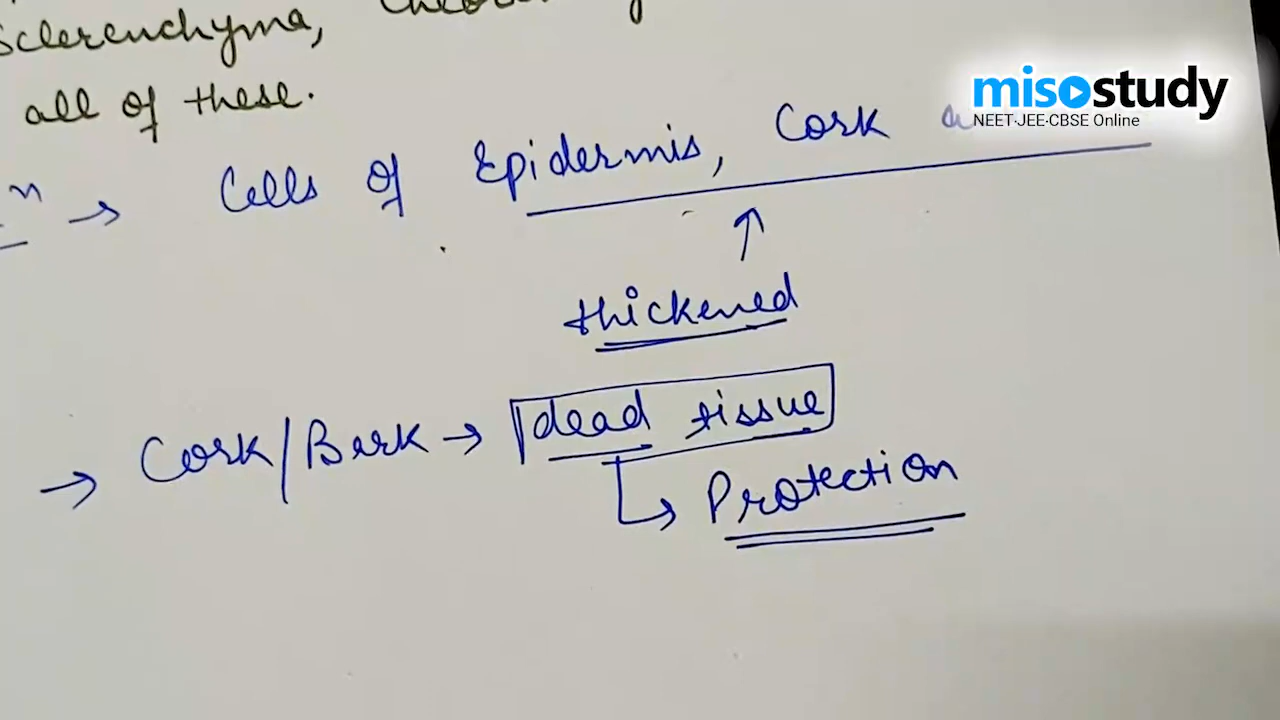 Sclerenchyma,
all of these.
n → Cells of Epidermis, Cork
↑
thickened
→ Cork/Bark → dead tissue
↳ Protection
misostudy
NEET-JEE-CBSE Online